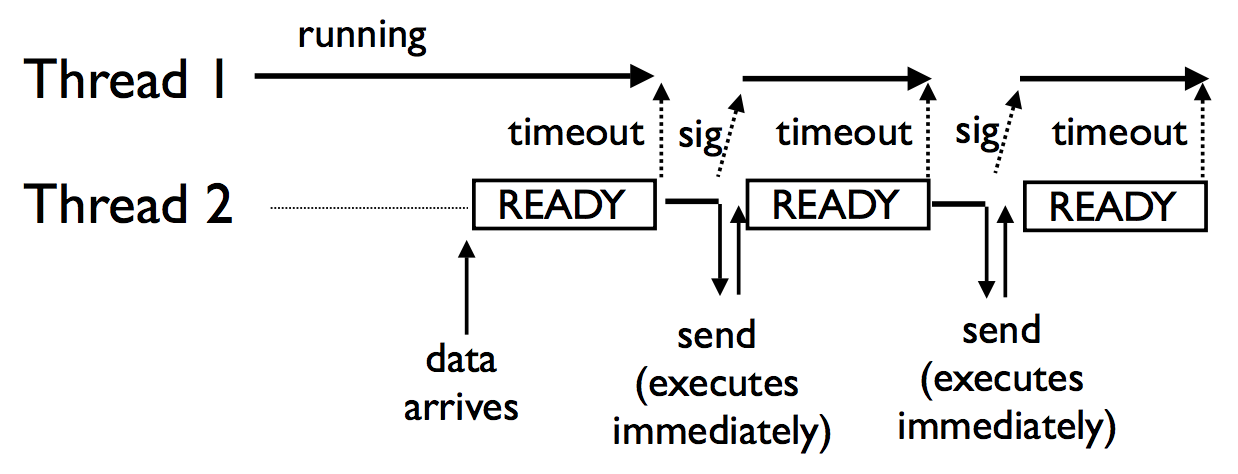 running
Thread 1
timeout
sig
timeout
sig
timeout
Thread 2
READY
READY
READY
data
arrives
send
(executes
immediately)
send
(executes
immediately)